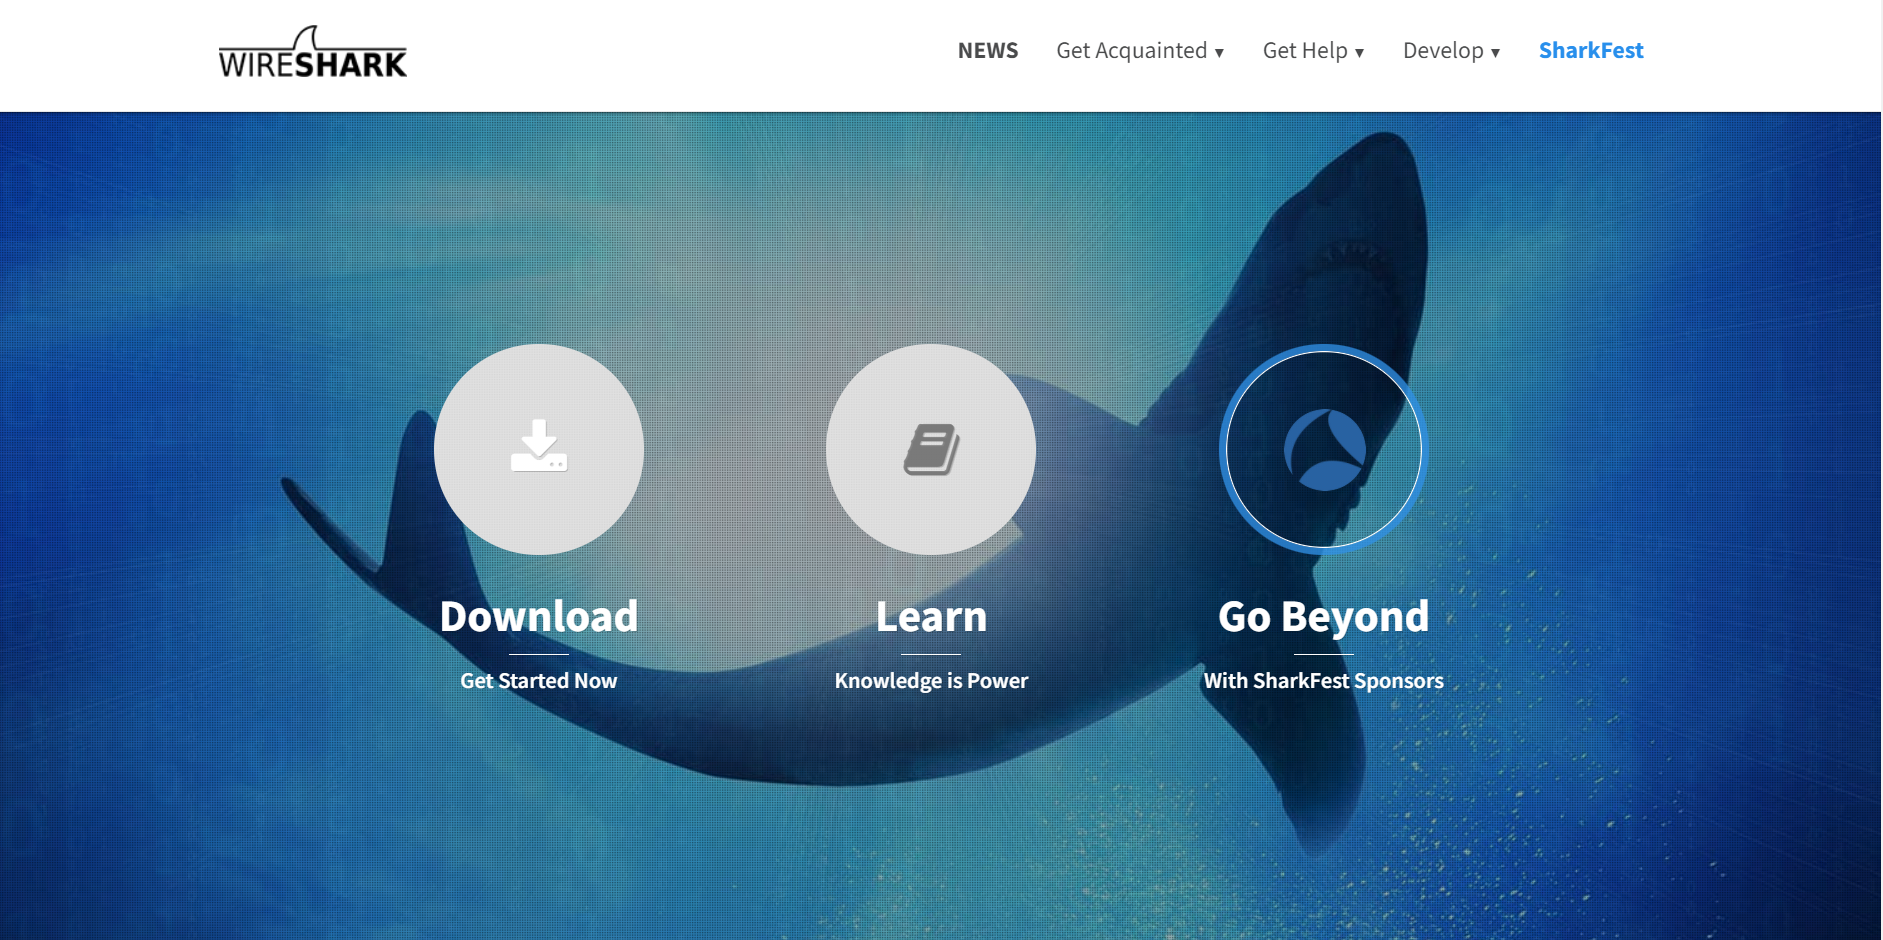 WIRESHARK
NEWS Get Acquainted ▾ Get Help ▾ Develop ▾ SharkFest
Download
Get Started Now
Learn
Knowledge is Power
Go Beyond
With SharkFest Sponsors